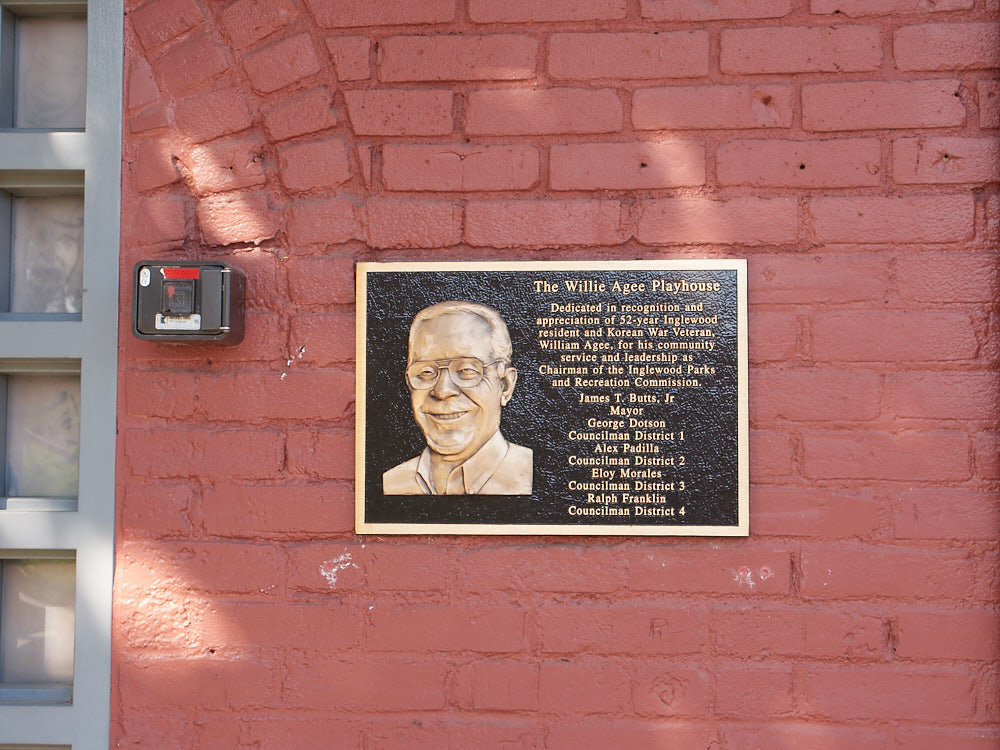 The Willie Agee Playhouse
Dedicated in recognition and
appreciation of 52-year Inglewood
resident and Korean War Veteran,
William Agee, for his community
service and leadership as
Chairman of the Inglewood Parks
and Recreation Commission.
James T. Butts, Jr
Mayor
George Dotson
Councilman District 1
Alex Padilla
Councilman District 2
Eloy Morales
Councilman District 3
Ralph Franklin
Councilman District 4